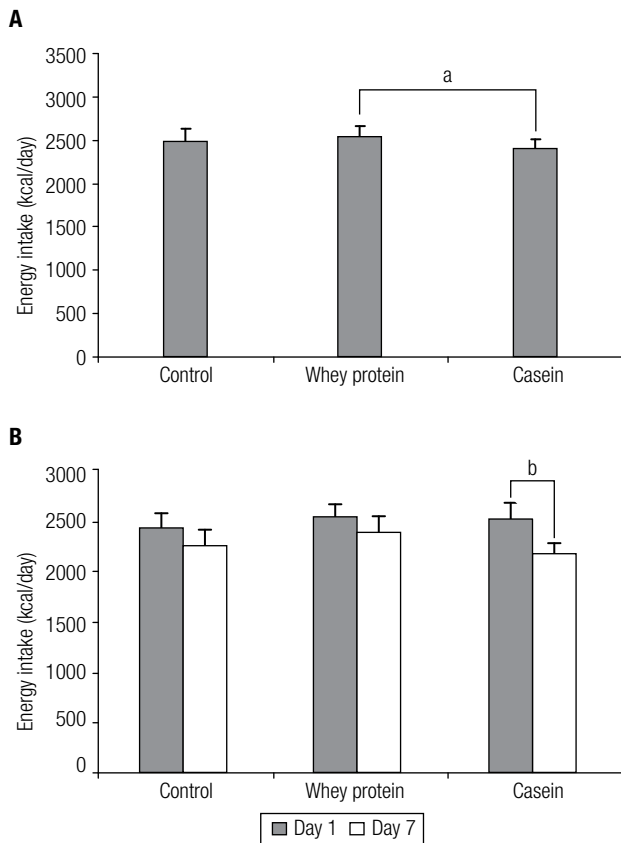 A
Energy intake (kcal/day)
3500
3000
2500
2000
1500
1000
500
0
a
Control
Whey protein
Casein
B
Energy intake (kcal/day)
3000
2500
2000
1500
1000
500
0
b
Control
Whey protein
Casein
Day 1
Day 7